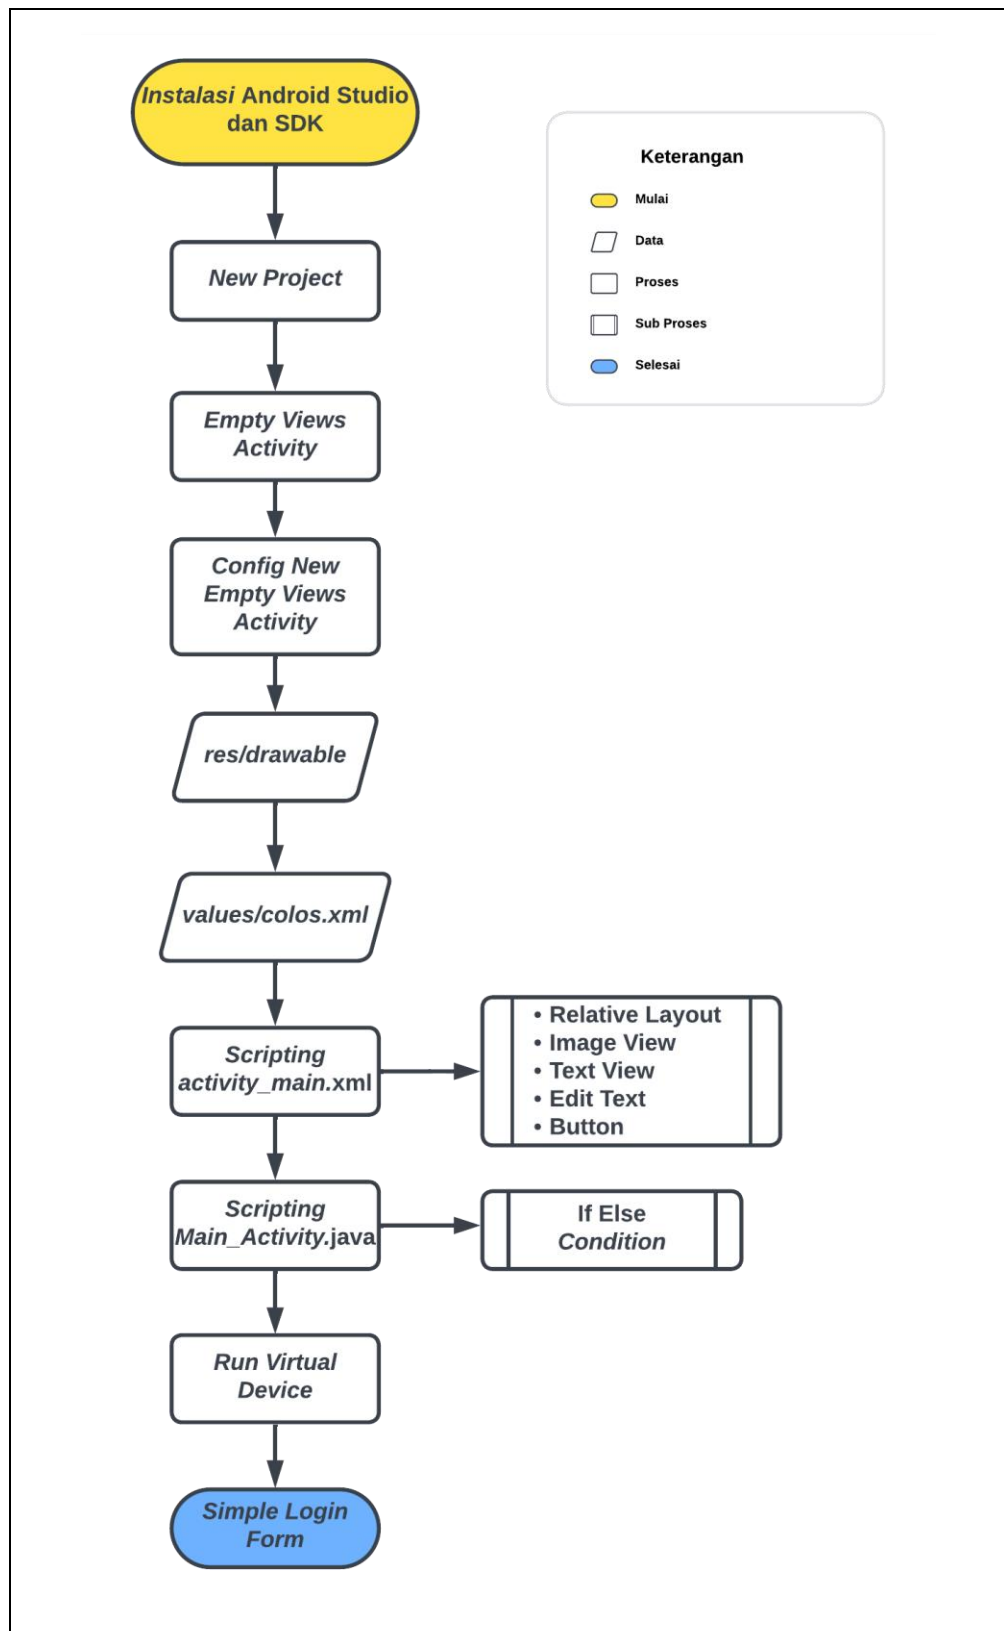 Instalasi Android Studio
dan SDK
Keterangan
Mulai
Data
Proses
Sub Proses
Selesai
New Project
Empty Views
Activity
Config New
Empty Views
Activity
res/drawable
values/colos.xml
Scripting
activity_main.xml
• Relative Layout
• Image View
• Text View
• Edit Text
• Button
Scripting
Main_Activity.java
If Else
Condition
Run Virtual
Device
Simple Login
Form